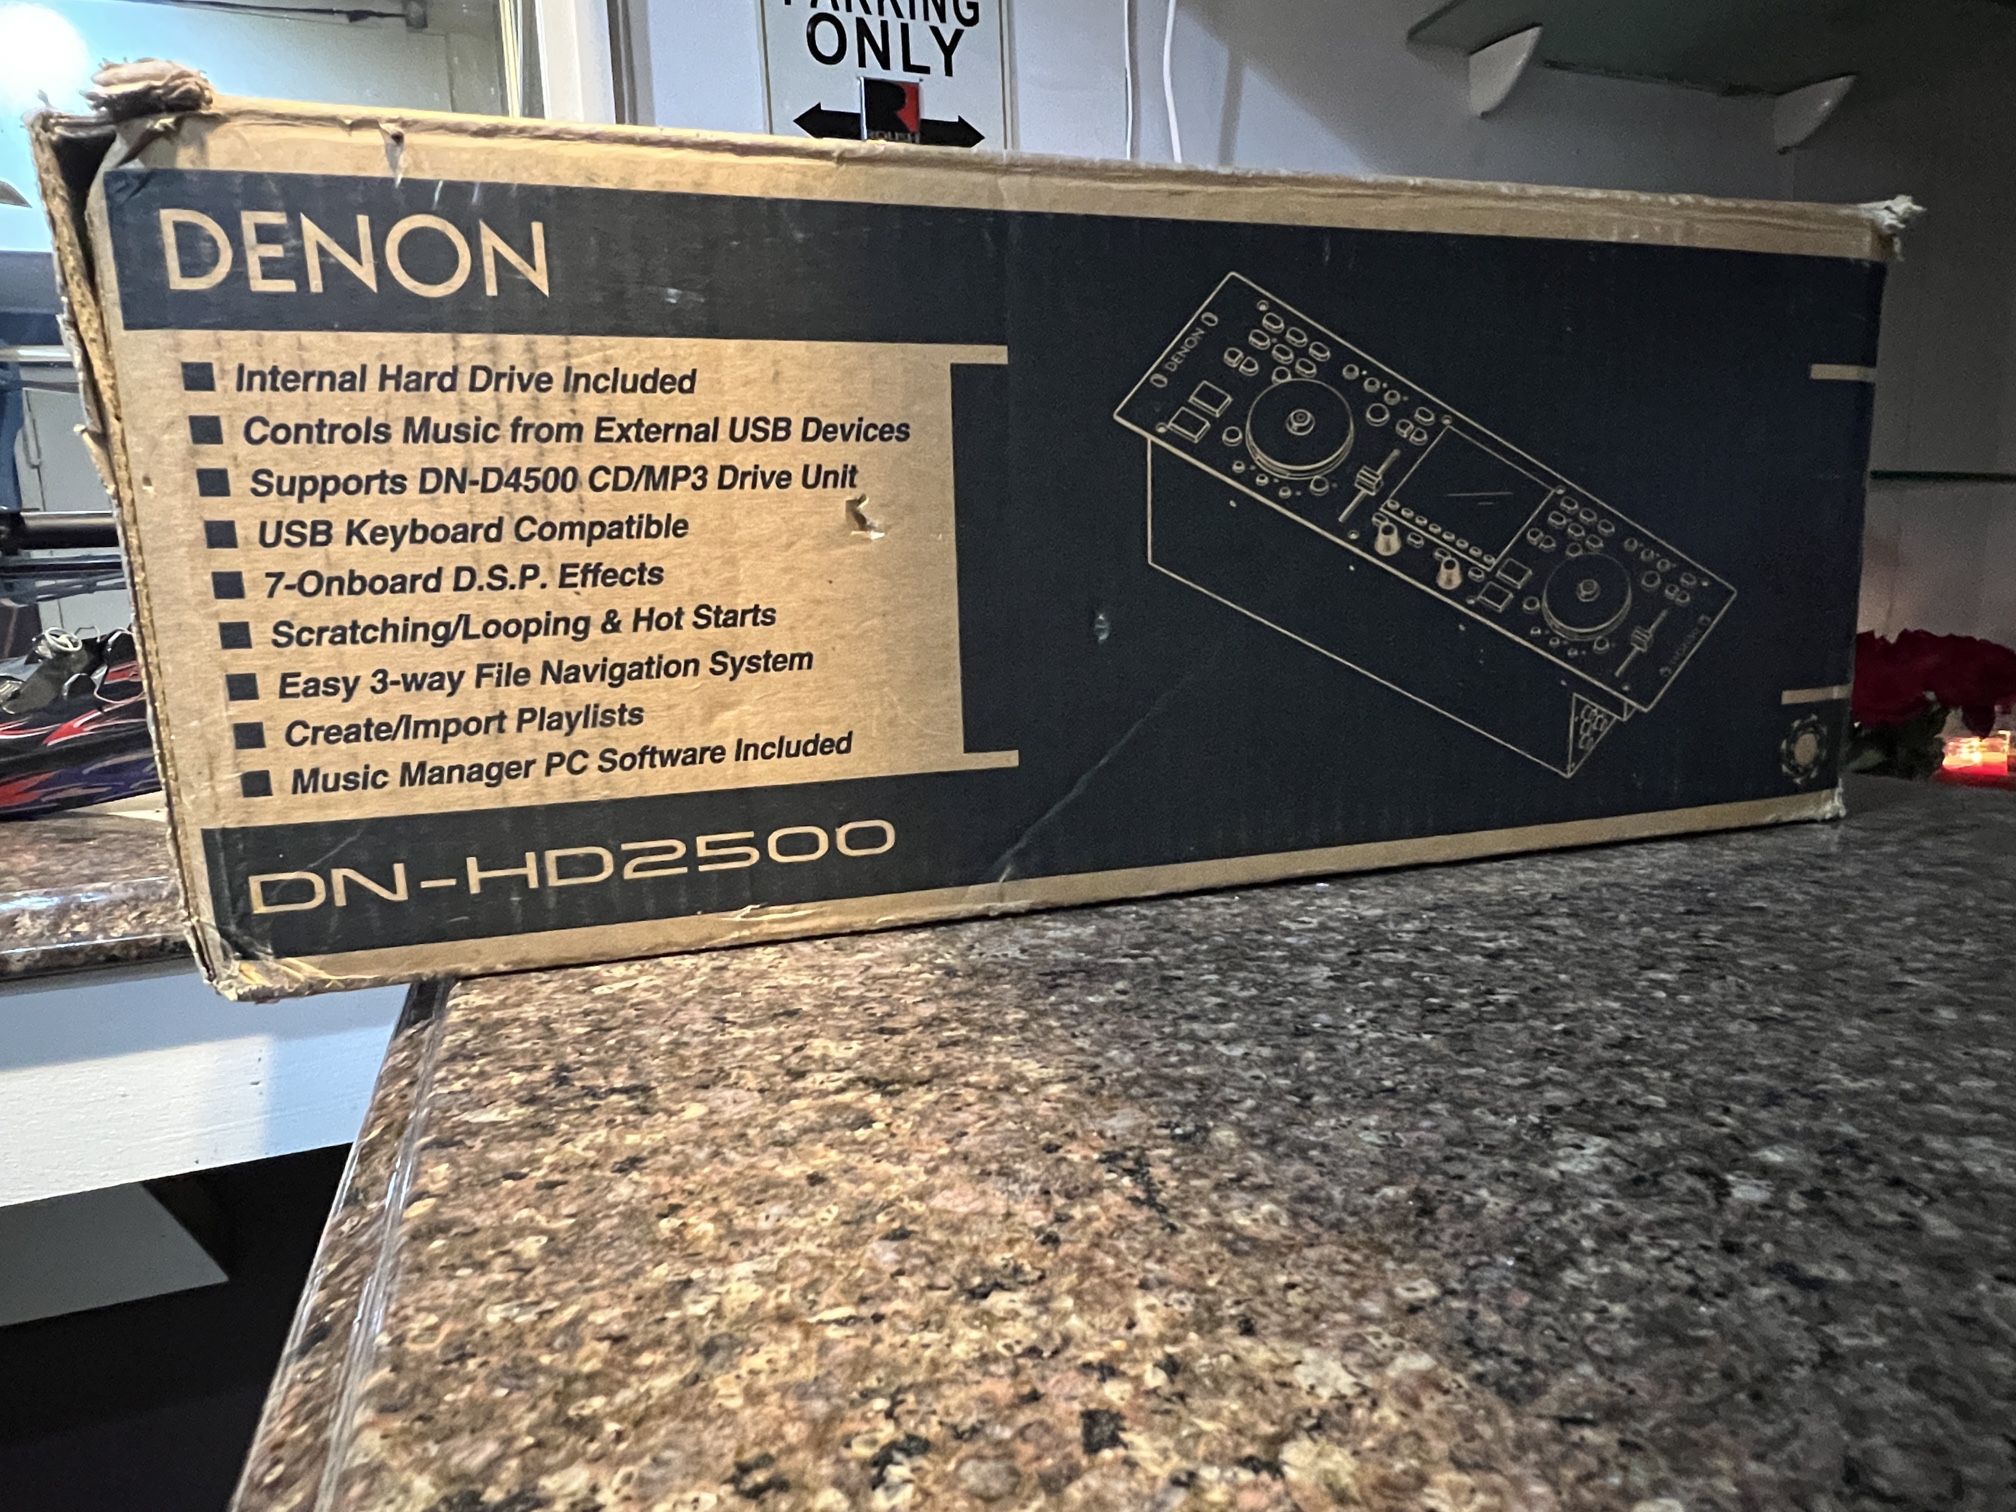 PARKING
ONLY
ROUSH
DENON
Internal Hard Drive Included
Controls Music from External USB Devices
Supports DN-D4500 CD/MP3 Drive Unit
USB Keyboard Compatible
7-Onboard D.S.P. Effects
Scratching/Looping & Hot Starts
Easy 3-way File Navigation System
Create/Import Playlists
Music Manager PC Software Included
DN-HD2500
DENON